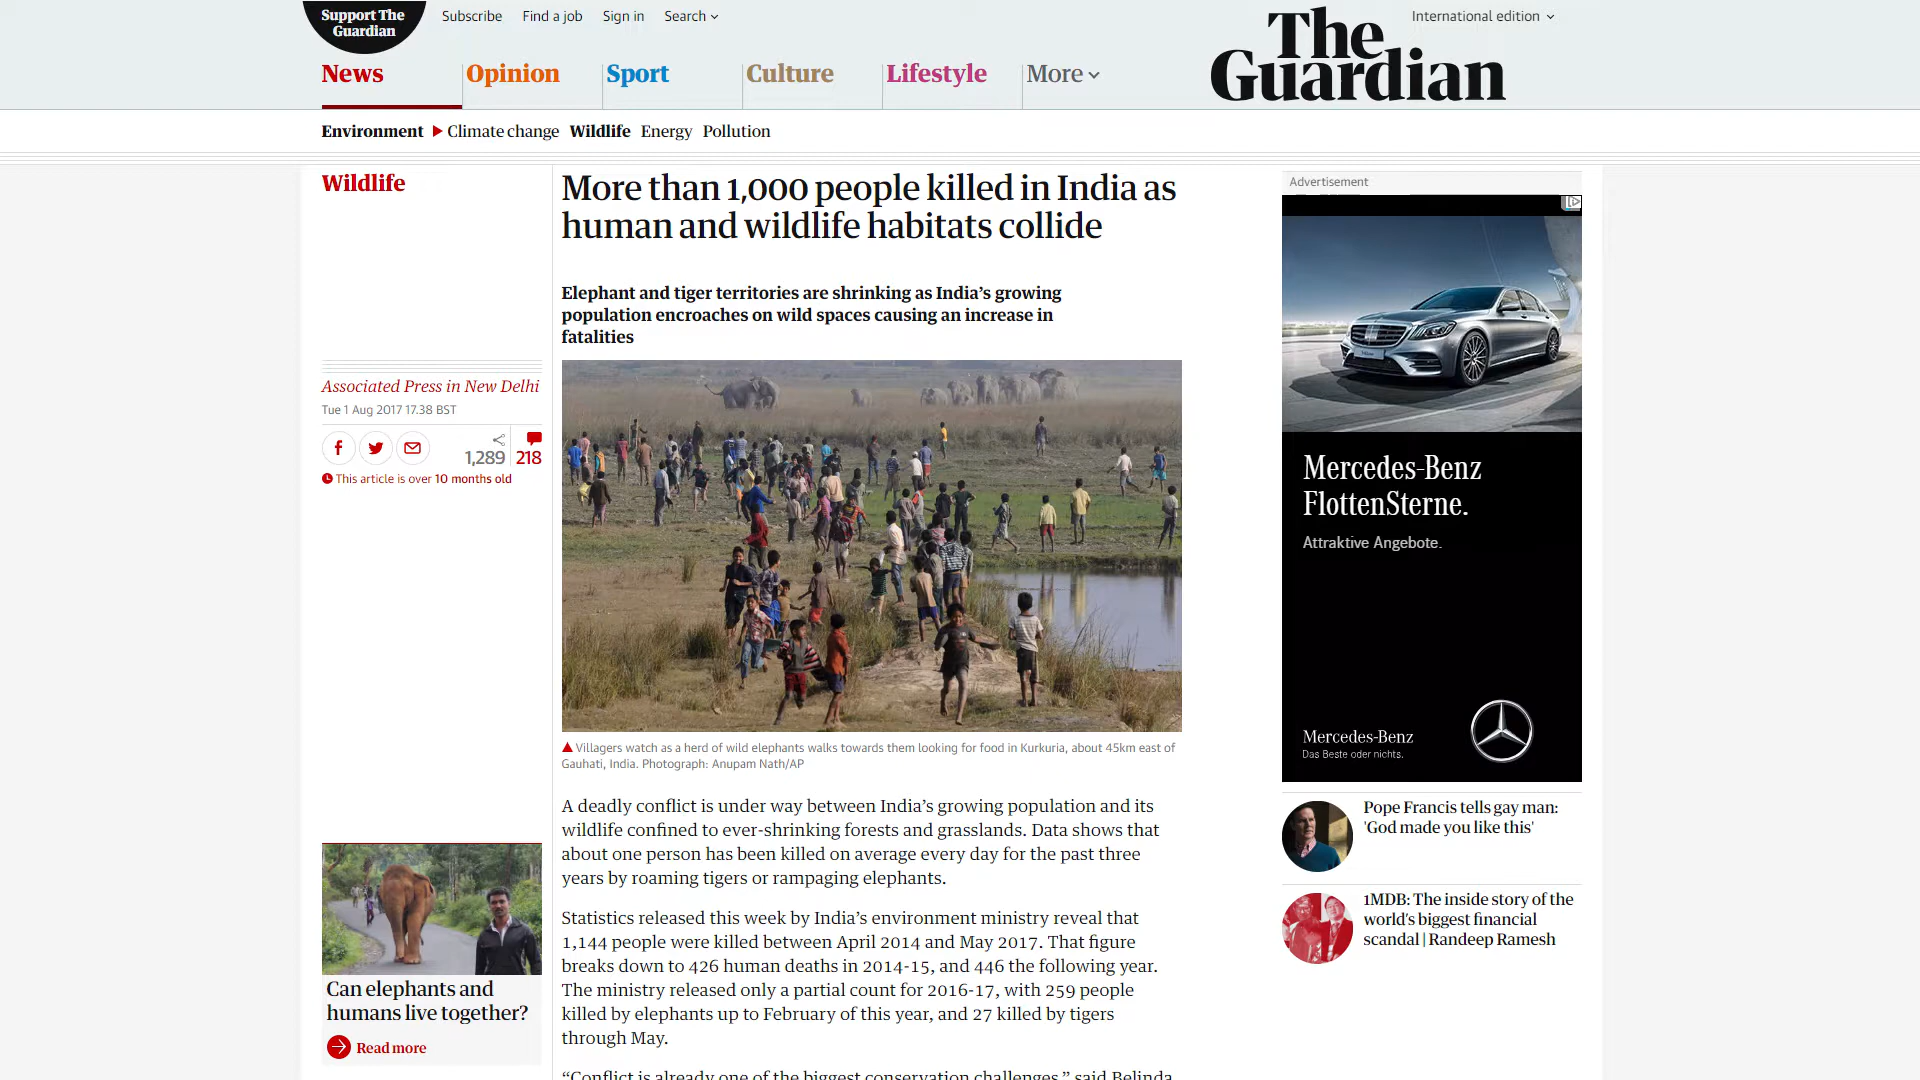 Support The
Guardian
Subscribe
Find a job
Sign in
Search
International edition
The
Guardian
News
Opinion
Sport
Culture
Lifestyle
More
Environment
Climate change
Wildlife
Energy
Pollution
Wildlife
More than 1,000 people killed in India as
human and wildlife habitats collide
Elephant and tiger territories are shrinking as India’s growing
population encroaches on wild spaces causing an increase in
fatalities
Associated Press in New Delhi
Tue 1 Aug 2017 17.38 BST
1,289
218
This article is over 10 months old
Villagers watch as a herd of wild elephants walks towards them looking for food in Kurkuria, about 45km east of
Gauhati, India. Photograph: Anupam Nath/AP
A deadly conflict is under way between India’s growing population and its
wildlife confined to ever-shrinking forests and grasslands. Data shows that
about one person has been killed on average every day for the past three
years by roaming tigers or rampaging elephants.
Statistics released this week by India’s environment ministry reveal that
1,144 people were killed between April 2014 and May 2017. That figure
breaks down to 426 human deaths in 2014-15, and 446 the following year.
The ministry released only a partial count for 2016-17, with 259 people
killed by elephants up to February of this year, and 27 killed by tigers
through May.
“Conflict is already one of the biggest conservation challenges,” said Belinda
Can elephants and
humans live together?
Read more
Advertisement
Mercedes-Benz
FlottenSterne.
Attraktive Angebote.
Mercedes-Benz
Das Beste oder nichts.
Pope Francis tells gay man:
'God made you like this'
1MDB: The inside story of the
world’s biggest financial
scandal | Randeep Ramesh